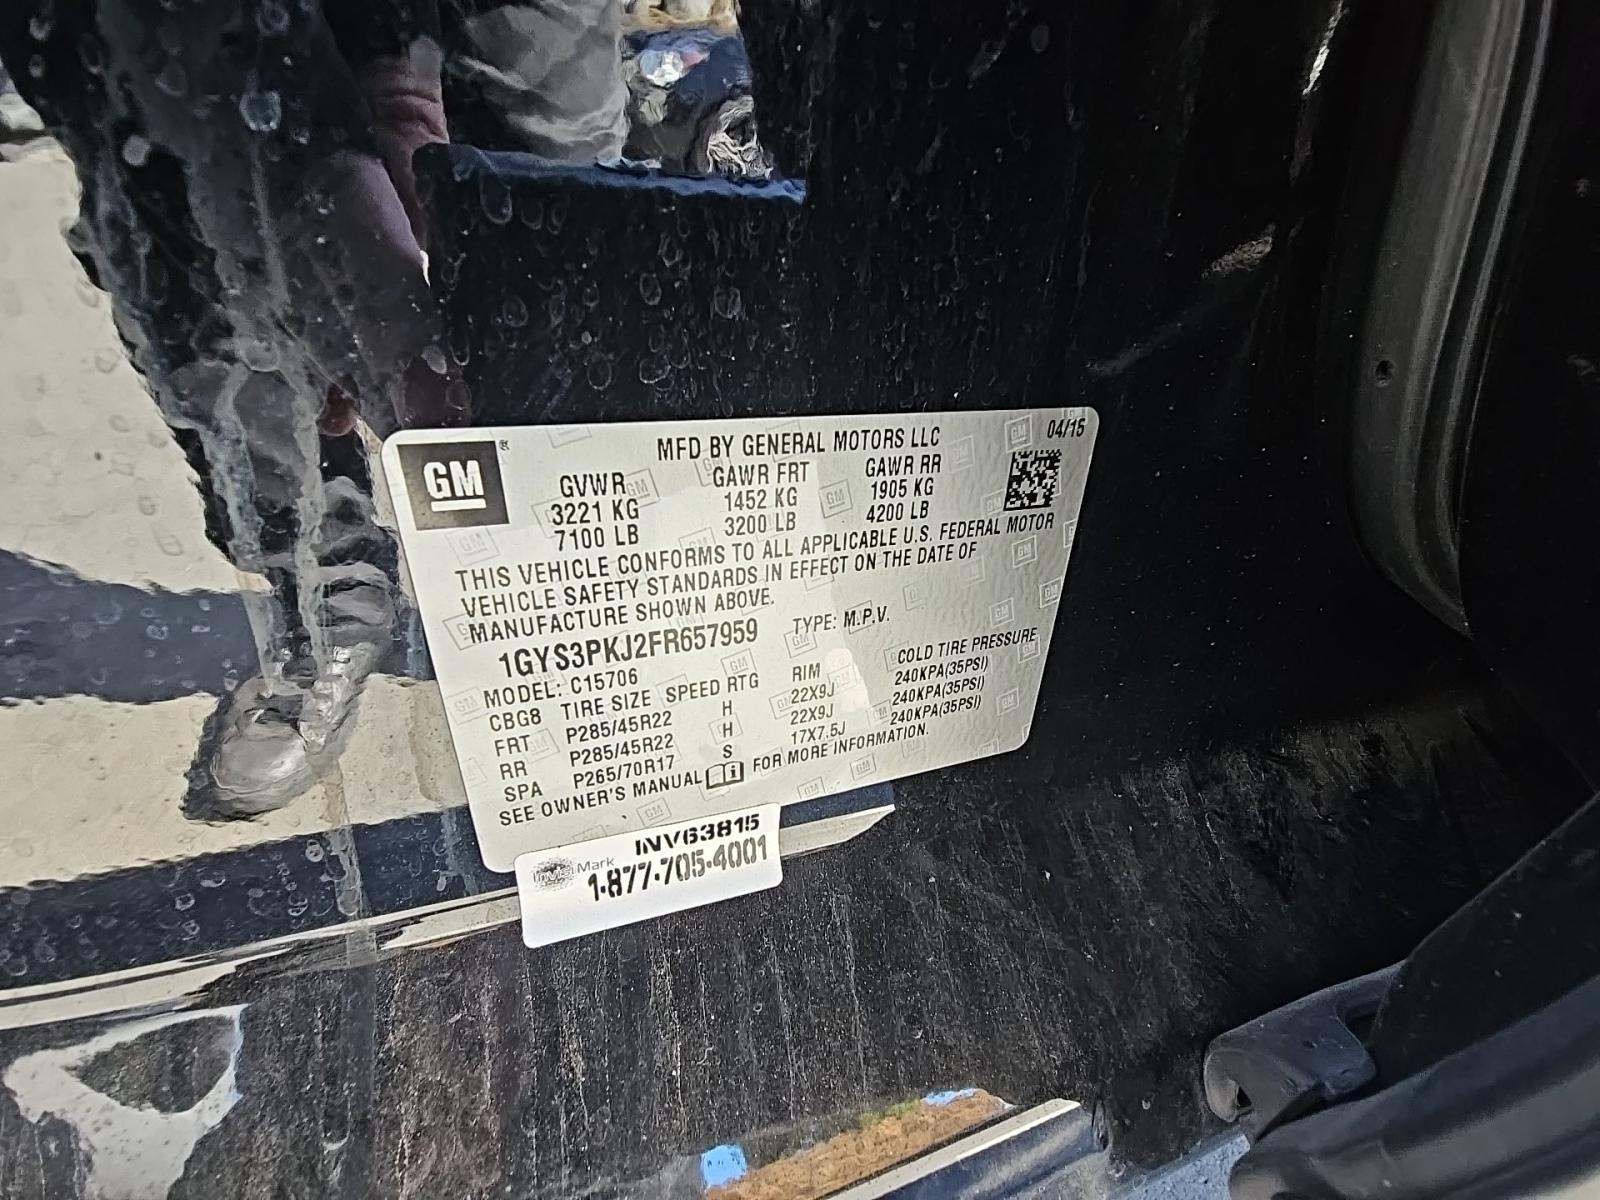 GM
®
MFD BY GENERAL MOTORS LLC
04/15
GVWR GAWR FRT GAWR RR
3221 KG 1452 KG 1905 KG
7100 LB 3200 LB 4200 LB
THIS VEHICLE CONFORMS TO ALL APPLICABLE U.S. FEDERAL MOTOR
VEHICLE SAFETY STANDARDS IN EFFECT ON THE DATE OF
MANUFACTURE SHOWN ABOVE.
1GYS3PKJ2FR657959 TYPE: M.P.V.
MODEL: C15706
CBG8 TIRE SIZE SPEED RTG RIM COLD TIRE PRESSURE
FRT P285/45R22 H 22X9J 240KPA(35PSI)
RR P285/45R22 H 22X9J 240KPA(35PSI)
SPA P265/70R17 S 17X7.5J 240KPA(35PSI)
SEE OWNER'S MANUAL FOR MORE INFORMATION.
INV63815
Invis Mark
1-877-705-4001